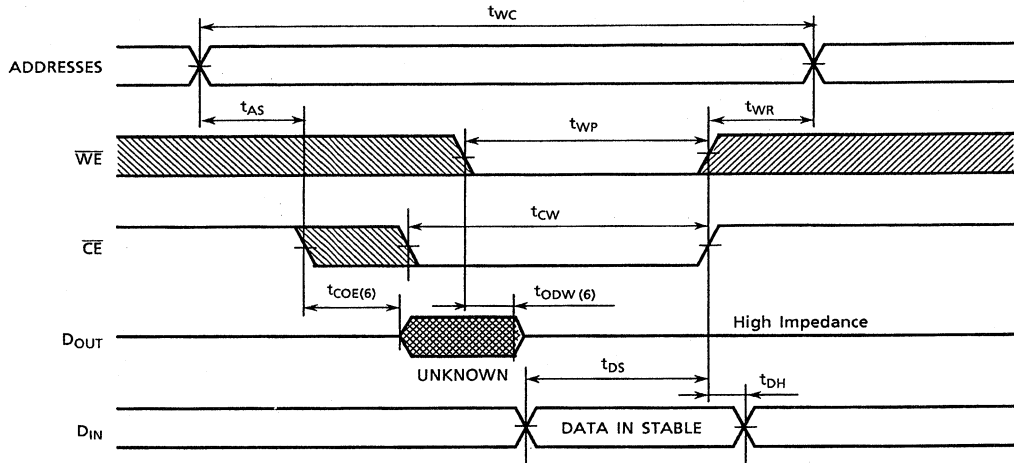 tWC
ADDRESSES
tAS
tWR
tWP
WE
tCW
CE
tCOE(6)
tODW (6)
High Impedance
DOUT
UNKNOWN
tDS
tDH
DIN
DATA IN STABLE